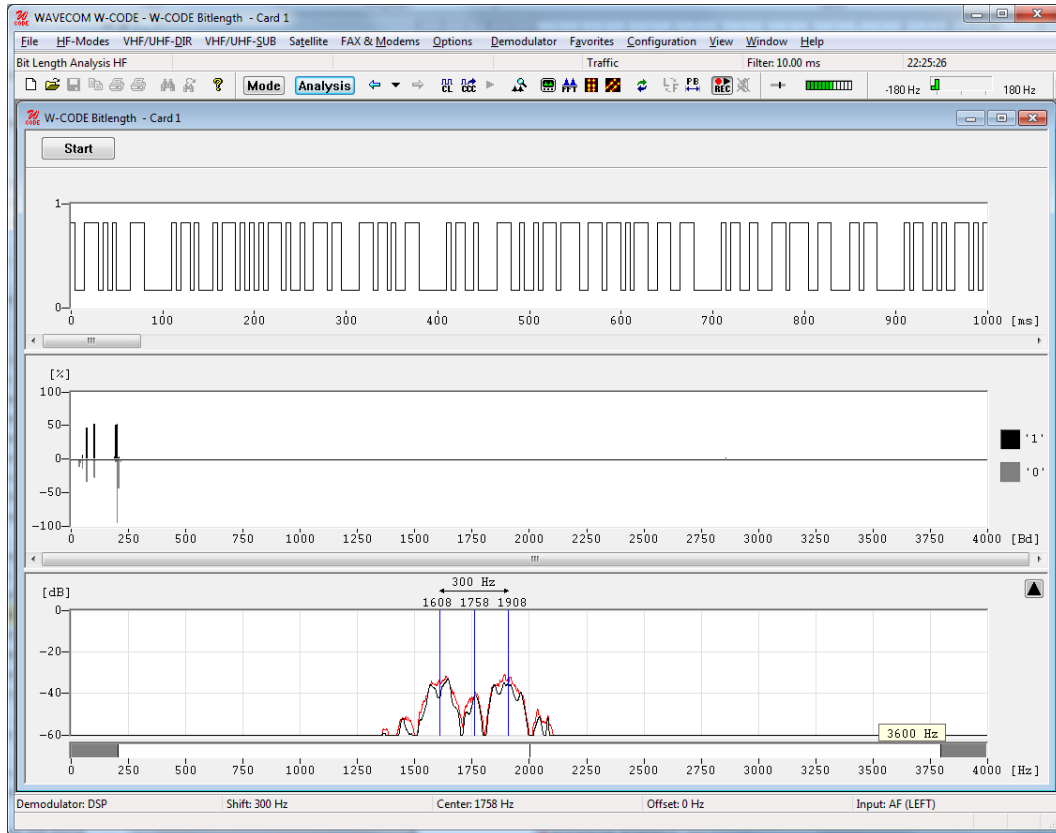 WAVECOM W-CODE - W-CODE Bitlength - Card 1
File HF-Modes VHF/UHF-DIR VHF/UHF-SUB Satellite FAX & Modems Options Demodulator Favorites Configuration View Window Help
Bit Length Analysis HF Traffic Filter: 10.00 ms 22:25:26
Mode Analysis CL CCC PB REC -180 Hz 180 Hz
W-CODE Bitlength - Card 1
Start
1
0
0 100 200 300 400 500 600 700 800 900 1000 [ms]
[%]
100
50
0
-50
-100
'1'
'0'
0 250 500 750 1000 1250 1500 1750 2000 2250 2500 2750 3000 3250 3500 3750 4000 [Bd]
300 Hz
[dB]
1608 1758 1908
0
-20
-40
-60
3600 Hz
0 250 500 750 1000 1250 1500 1750 2000 2250 2500 2750 3000 3250 3500 3750 4000 [Hz]
Demodulator: DSP Shift: 300 Hz Center: 1758 Hz Offset: 0 Hz Input: AF (LEFT)